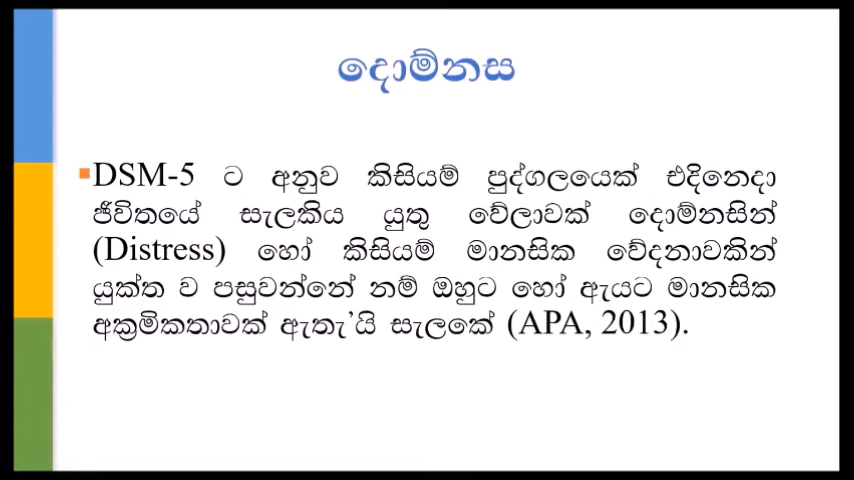 දොම්නස
DSM-5 ට අනුව කිසියම් පුද්ගලයෙක් එදිනෙදා
ජීවිතයේ සැලකිය යුතු වේලාවක් දොම්නසින්
(Distress) හෝ කිසියම් මානසික වේදනාවකින්
යුක්ත ව පසුවන්නේ නම් ඔහුට හෝ ඇයට මානසික
අක්‍රමිකතාවක් ඇතැ'යි සැලකේ (APA, 2013).